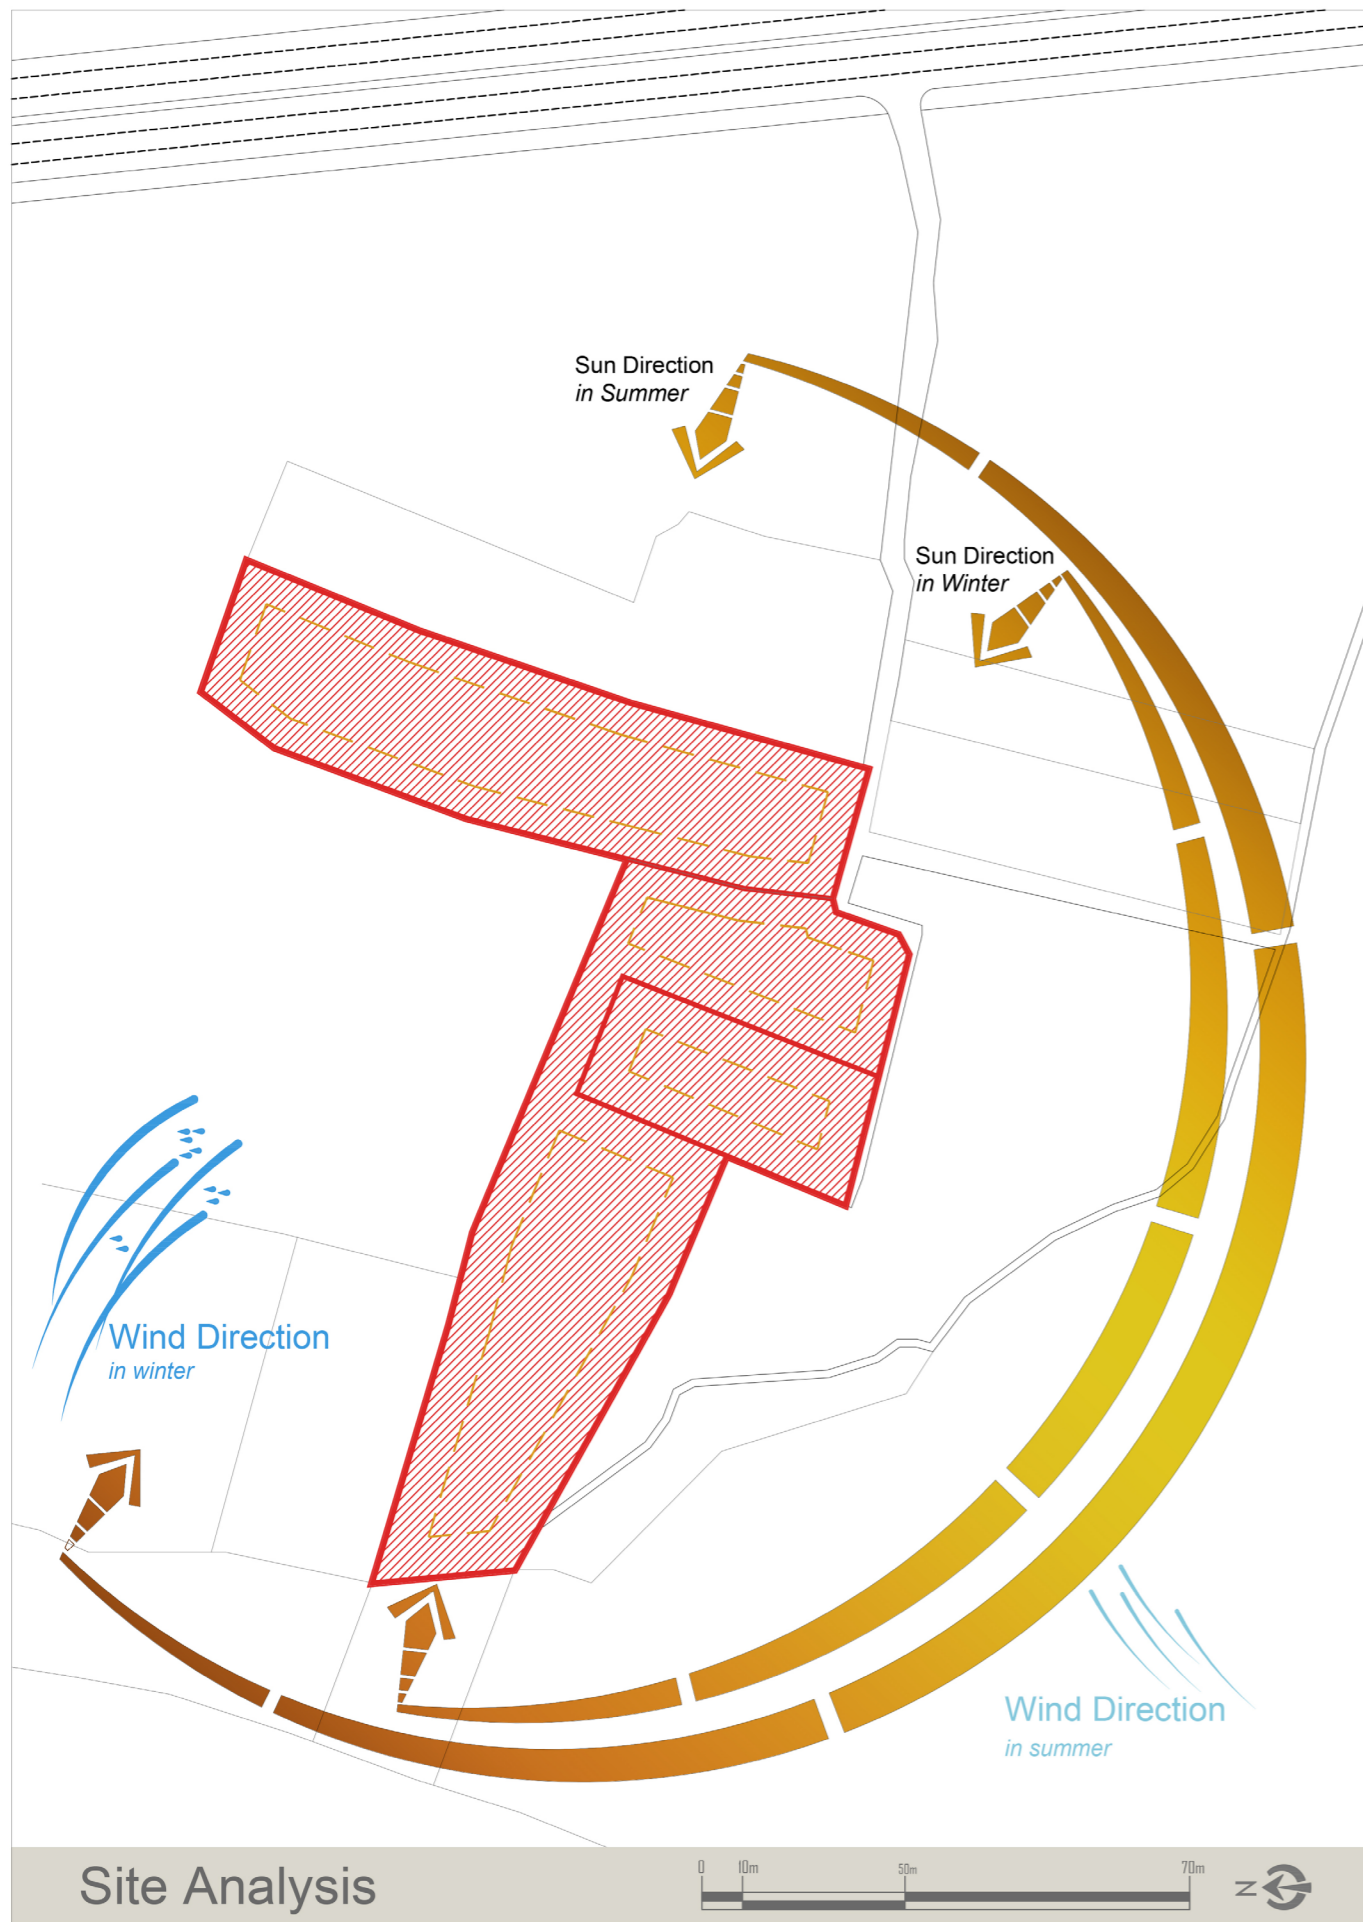 Sun Direction
in Summer
Sun Direction
in Winter
Wind Direction
in winter
Wind Direction
in summer
Site Analysis
0 10m 50m 70m
N